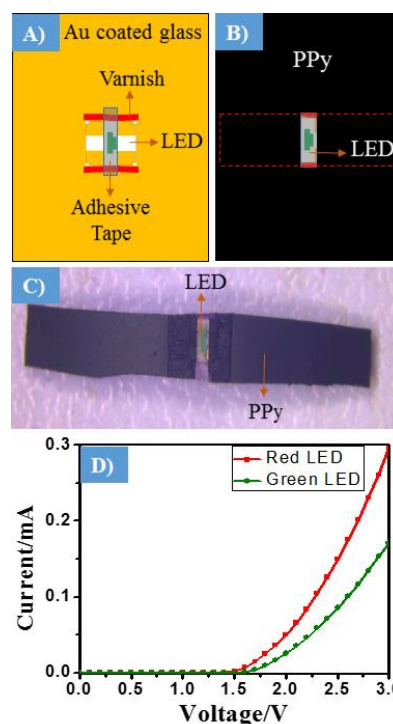 A)
Au coated glass
Varnish
LED
Adhesive
Tape
B)
PPy
LED
C)
LED
PPy
D)
Red LED
Green LED
Current/mA
0.3
0.2
0.1
0.0
0.0 0.5 1.0 1.5 2.0 2.5 3.0
Voltage/V